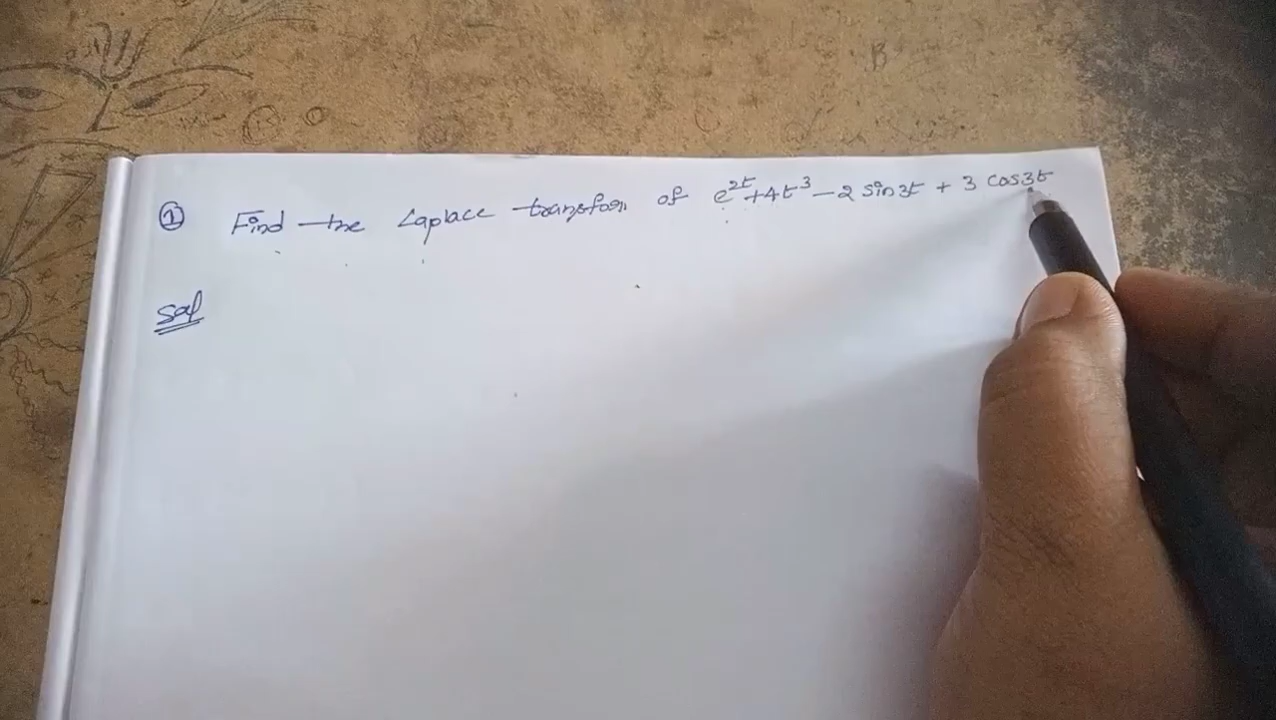 ① Find the Laplace transform of e^2t + 4t^3 - 2 sin3t + 3 cos3t
Sol
B